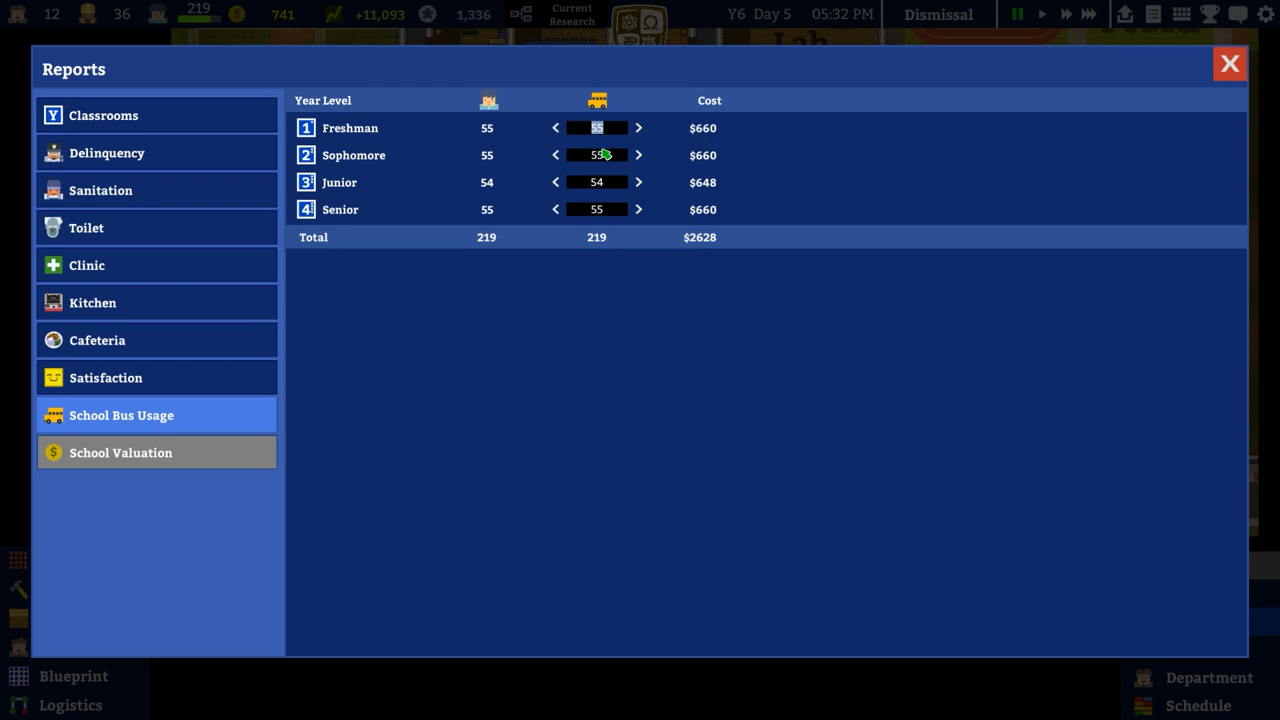 12 36 219 741 +11,093 1,336 Current Research Y6 Day 5 05:32 PM Dismissal
Reports
Classrooms
Delinquency
Sanitation
Toilet
Clinic
Kitchen
Cafeteria
Satisfaction
School Bus Usage
School Valuation
Year Level Cost
1 Freshman 55 < 55 > $660
2 Sophomore 55 < 55 > $660
3 Junior 54 < 54 > $648
4 Senior 55 < 55 > $660
Total 219 219 $2628
Blueprint
Logistics
Department
Schedule